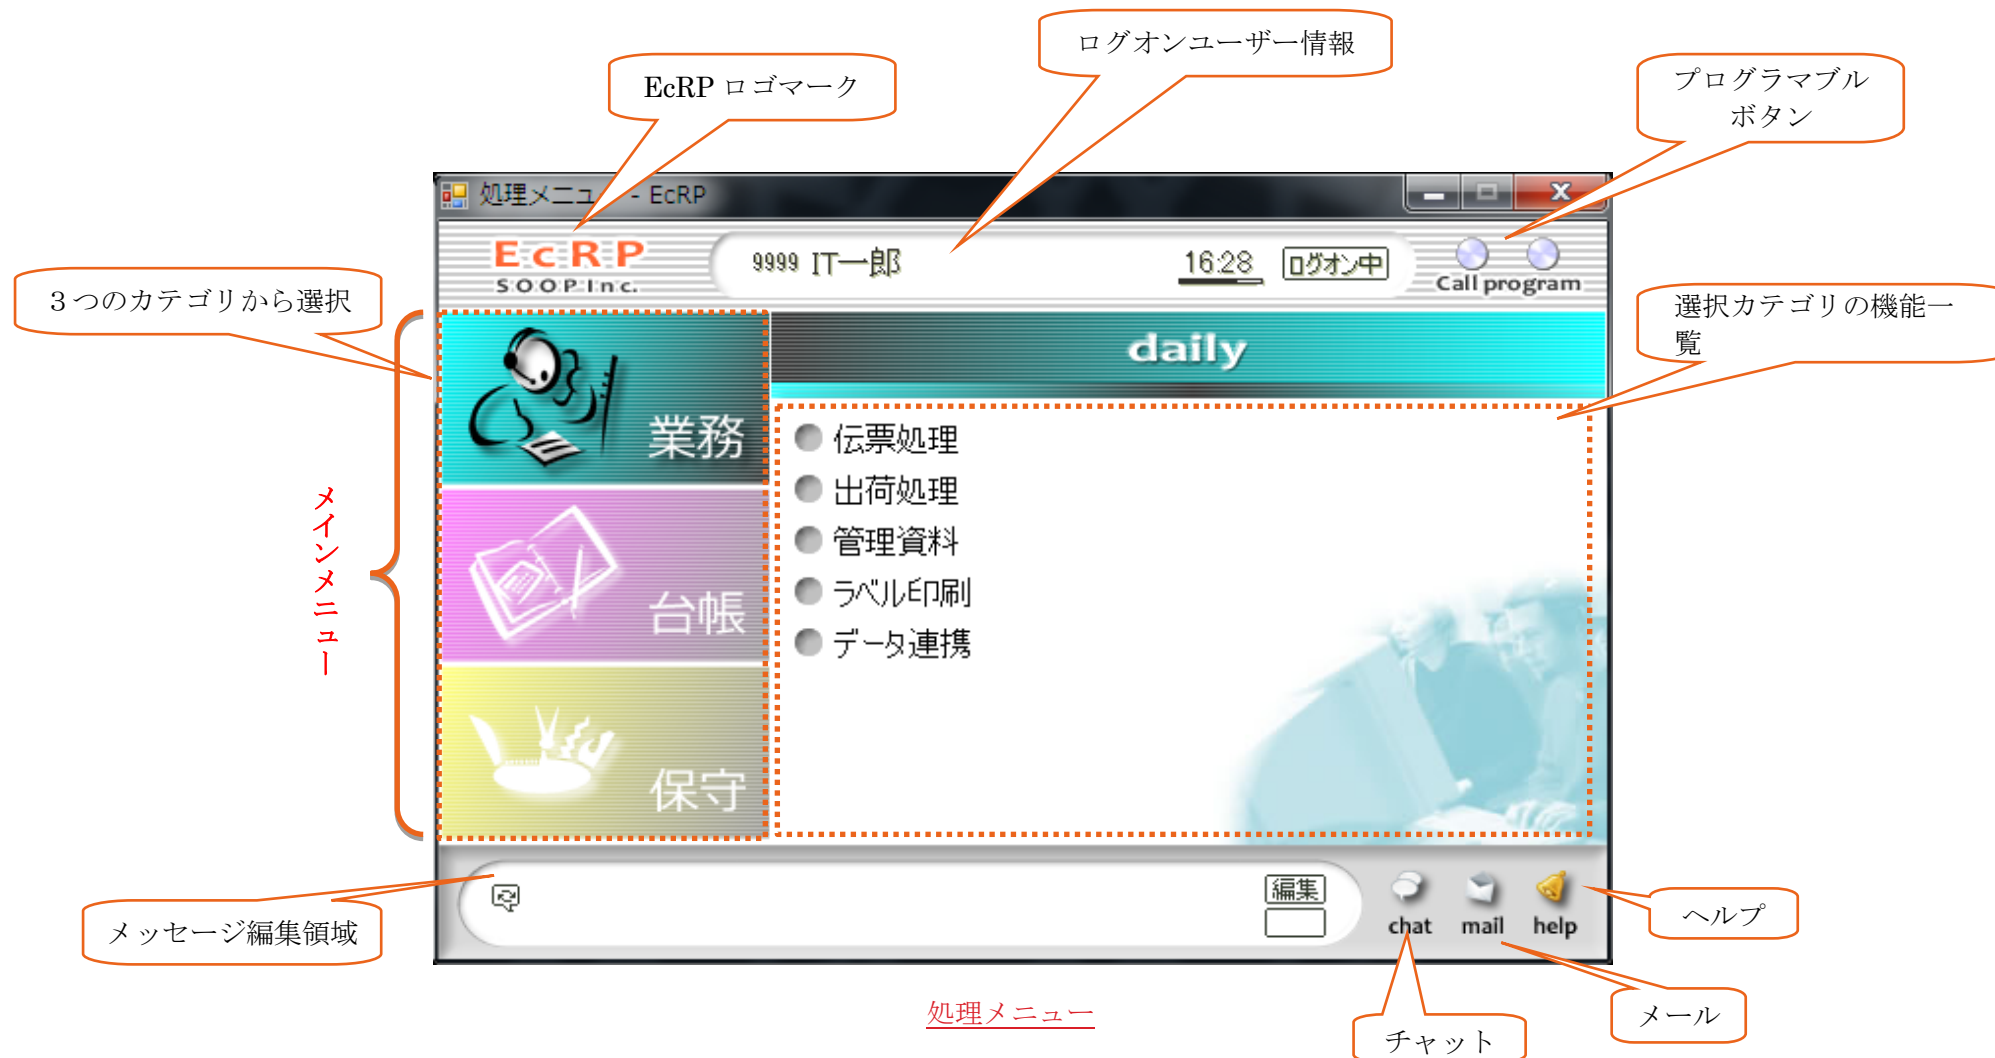 ログオンユーザー情報
EcRP ロゴマーク
プログラマブル
ボタン
処理メニュー - EcRP
EcRP
SOOP Inc.
9999 IT一郎
16:28
ログオン中
Call program
3つのカテゴリから選択
選択カテゴリの機能一
覧
daily
業務
伝票処理
出荷処理
管理資料
ラベル印刷
データ連携
メインメニュー
台帳
保守
編集
メッセージ編集領域
chat
mail
help
ヘルプ
処理メニュー
メール
チャット